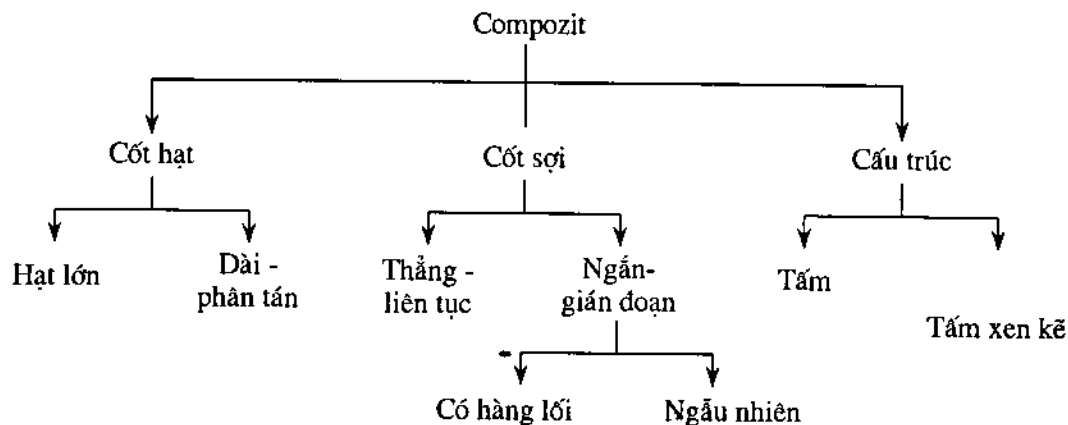 Compozit
Cốt hạt
Cốt sợi
Cấu trúc
Hạt lớn
Dài -
phân tán
Thẳng -
liên tục
Ngắn-
gián đoạn
Tấm
Tấm xen kẽ
Có hàng lối
Ngẫu nhiên